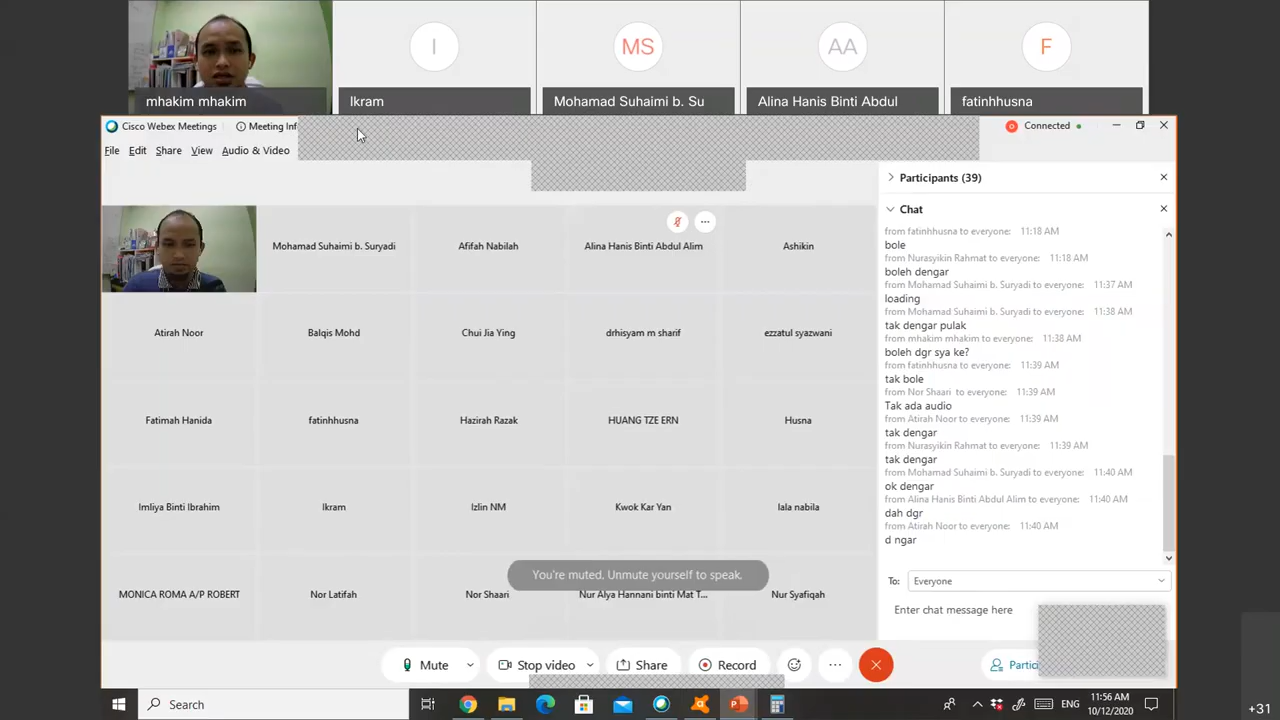 I
MS
AA
F
mhakim mhakim
Ikram
Mohamad Suhaimi b. Su
Alina Hanis Binti Abdul
fatinhhusna
Cisco Webex Meetings
Meeting Inf
Connected
File Edit Share View Audio & Video
Participants (39)
Chat
Mohamad Suhaimi b. Suryadi
Afifah Nabilah
Alina Hanis Binti Abdul Alim
Ashikin
Atirah Noor
Balqis Mohd
Chui Jia Ying
drhisyam m sharif
ezzatul syazwani
Fatimah Hanida
fatinhhusna
Hazirah Razak
HUANG TZE ERN
Husna
Imliya Binti Ibrahim
Ikram
Izlin NM
Kwok Kar Yan
lala nabila
You're muted. Unmute yourself to speak.
MONICA ROMA A/P ROBERT
Nor Latifah
Nor Shaari
Nur Alya Hannani binti Mat T...
Nur Syafiqah
from fatinhhusna to everyone: 11:18 AM
bole
from Nurasyikin Rahmat to everyone: 11:18 AM
boleh dengar
from Mohamad Suhaimi b. Suryadi to everyone: 11:37 AM
loading
from Mohamad Suhaimi b. Suryadi to everyone: 11:38 AM
tak dengar pulak
from mhakim mhakim to everyone: 11:38 AM
boleh dgr sya ke?
from fatinhhusna to everyone: 11:39 AM
tak bole
from Nor Shaari to everyone: 11:39 AM
Tak ada audio
from Atirah Noor to everyone: 11:39 AM
tak dengar
from Nurasyikin Rahmat to everyone: 11:39 AM
tak dengar
from Mohamad Suhaimi b. Suryadi to everyone: 11:40 AM
ok dengar
from Alina Hanis Binti Abdul Alim to everyone: 11:40 AM
dah dgr
from Atirah Noor to everyone: 11:40 AM
d ngar
To: Everyone
Enter chat message here
Mute
Stop video
Share
Record
Partici
Search
ENG
11:56 AM
10/12/2020
+31